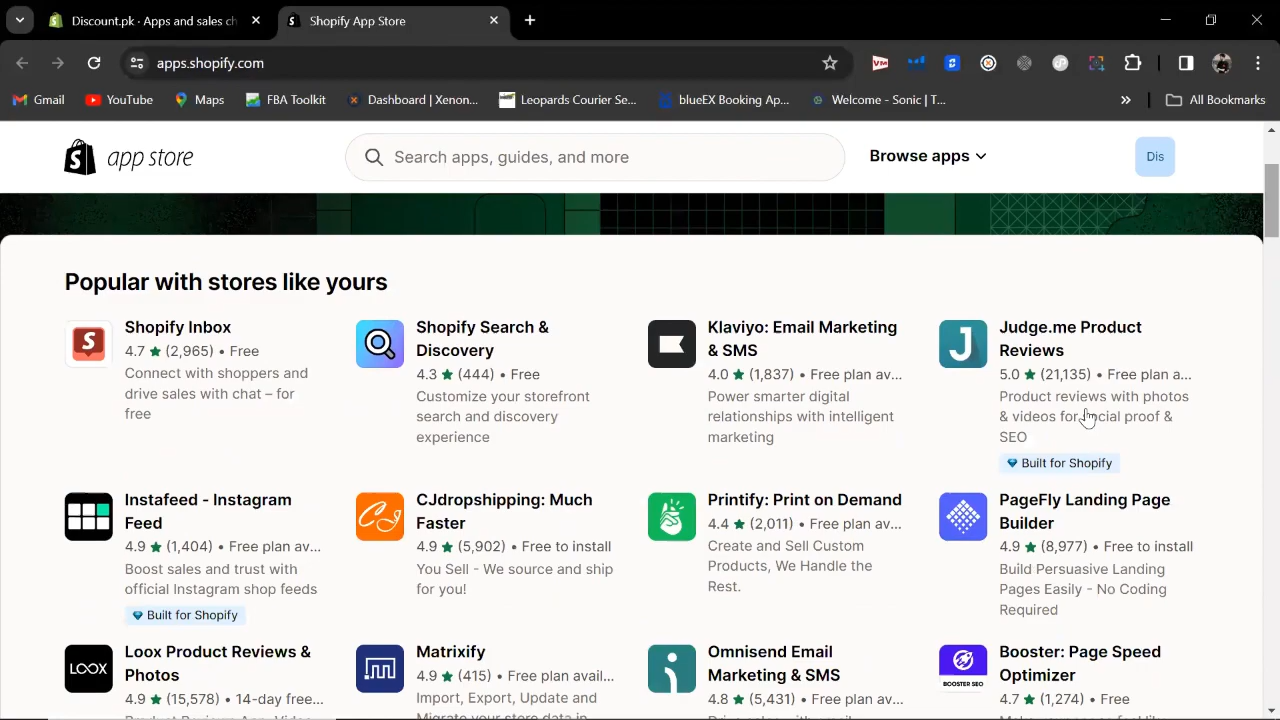 Discount.pk · Apps and sales ch
Shopify App Store
apps.shopify.com
Gmail
YouTube
Maps
FBA Toolkit
Dashboard | Xenon...
Leopards Courier Se...
blueEX Booking Ap...
Welcome - Sonic | T...
All Bookmarks
app store
Search apps, guides, and more
Browse apps
Dis
Popular with stores like yours
Shopify Inbox
4.7 ★ (2,965) • Free
Connect with shoppers and
drive sales with chat – for
free
Shopify Search &
Discovery
4.3 ★ (444) • Free
Customize your storefront
search and discovery
experience
Klaviyo: Email Marketing
& SMS
4.0 ★ (1,837) • Free plan av...
Power smarter digital
relationships with intelligent
marketing
Judge.me Product
Reviews
5.0 ★ (21,135) • Free plan a...
Product reviews with photos
& videos for social proof &
SEO
Built for Shopify
Instafeed - Instagram
Feed
4.9 ★ (1,404) • Free plan av...
Boost sales and trust with
official Instagram shop feeds
Built for Shopify
CJdropshipping: Much
Faster
4.9 ★ (5,902) • Free to install
You Sell - We source and ship
for you!
Printify: Print on Demand
4.4 ★ (2,011) • Free plan av...
Create and Sell Custom
Products, We Handle the
Rest.
PageFly Landing Page
Builder
4.9 ★ (8,977) • Free to install
Build Persuasive Landing
Pages Easily - No Coding
Required
LOOX
Loox Product Reviews &
Photos
4.9 ★ (15,578) • 14-day free...
Matrixify
4.9 ★ (415) • Free plan avail...
Import, Export, Update and
Migrate your store data in
Omnisend Email
Marketing & SMS
4.8 ★ (5,431) • Free plan av...
BOOSTER SEO
Booster: Page Speed
Optimizer
4.7 ★ (1,274) • Free